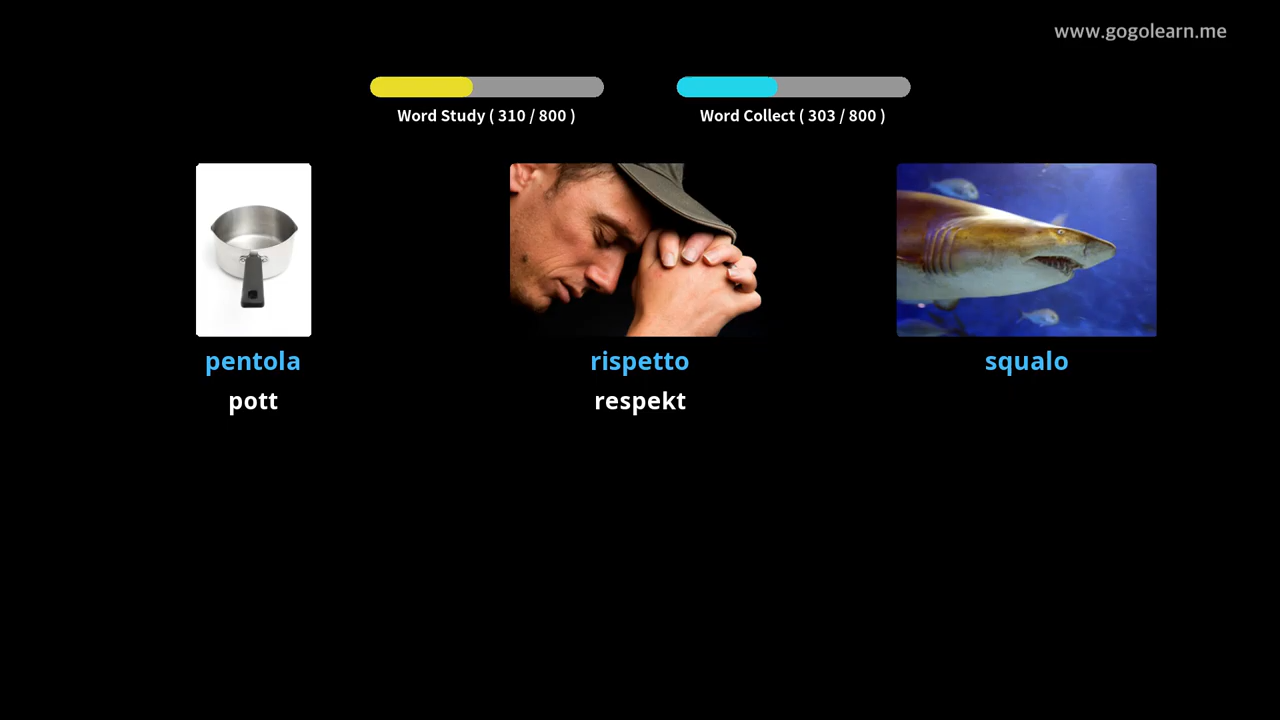 www.gogolearn.me
Word Study ( 310 / 800 )
Word Collect ( 303 / 800 )
pentola
rispetto
squalo
pott
respekt